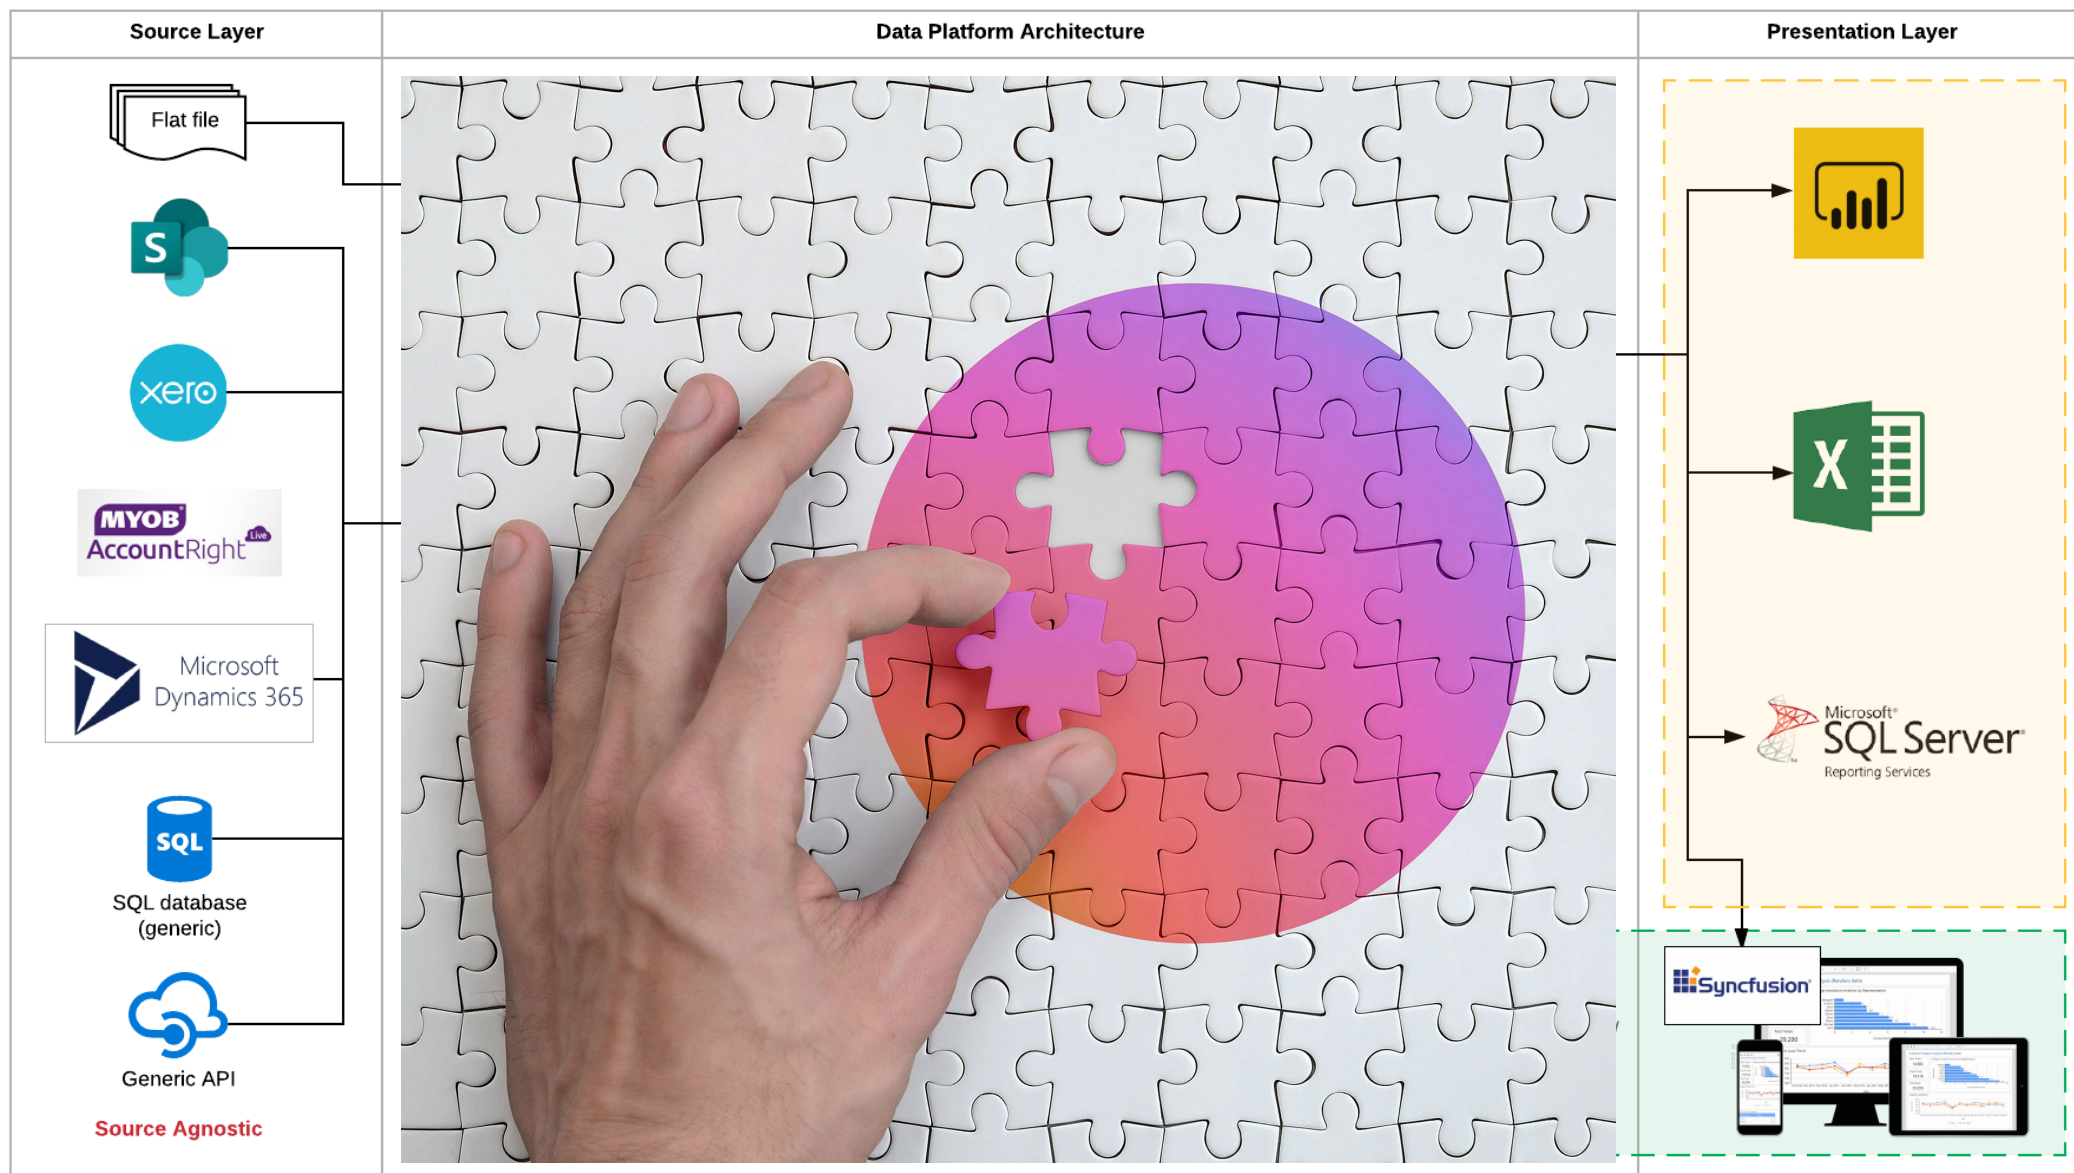 Source Layer
Data Platform Architecture
Presentation Layer
Flat file
S
xero
MYOB
AccountRight Live
Microsoft
Dynamics 365
SQL
SQL database
(generic)
Generic API
Source Agnostic
X
Microsoft®
SQL Server®
Reporting Services
Syncfusion®